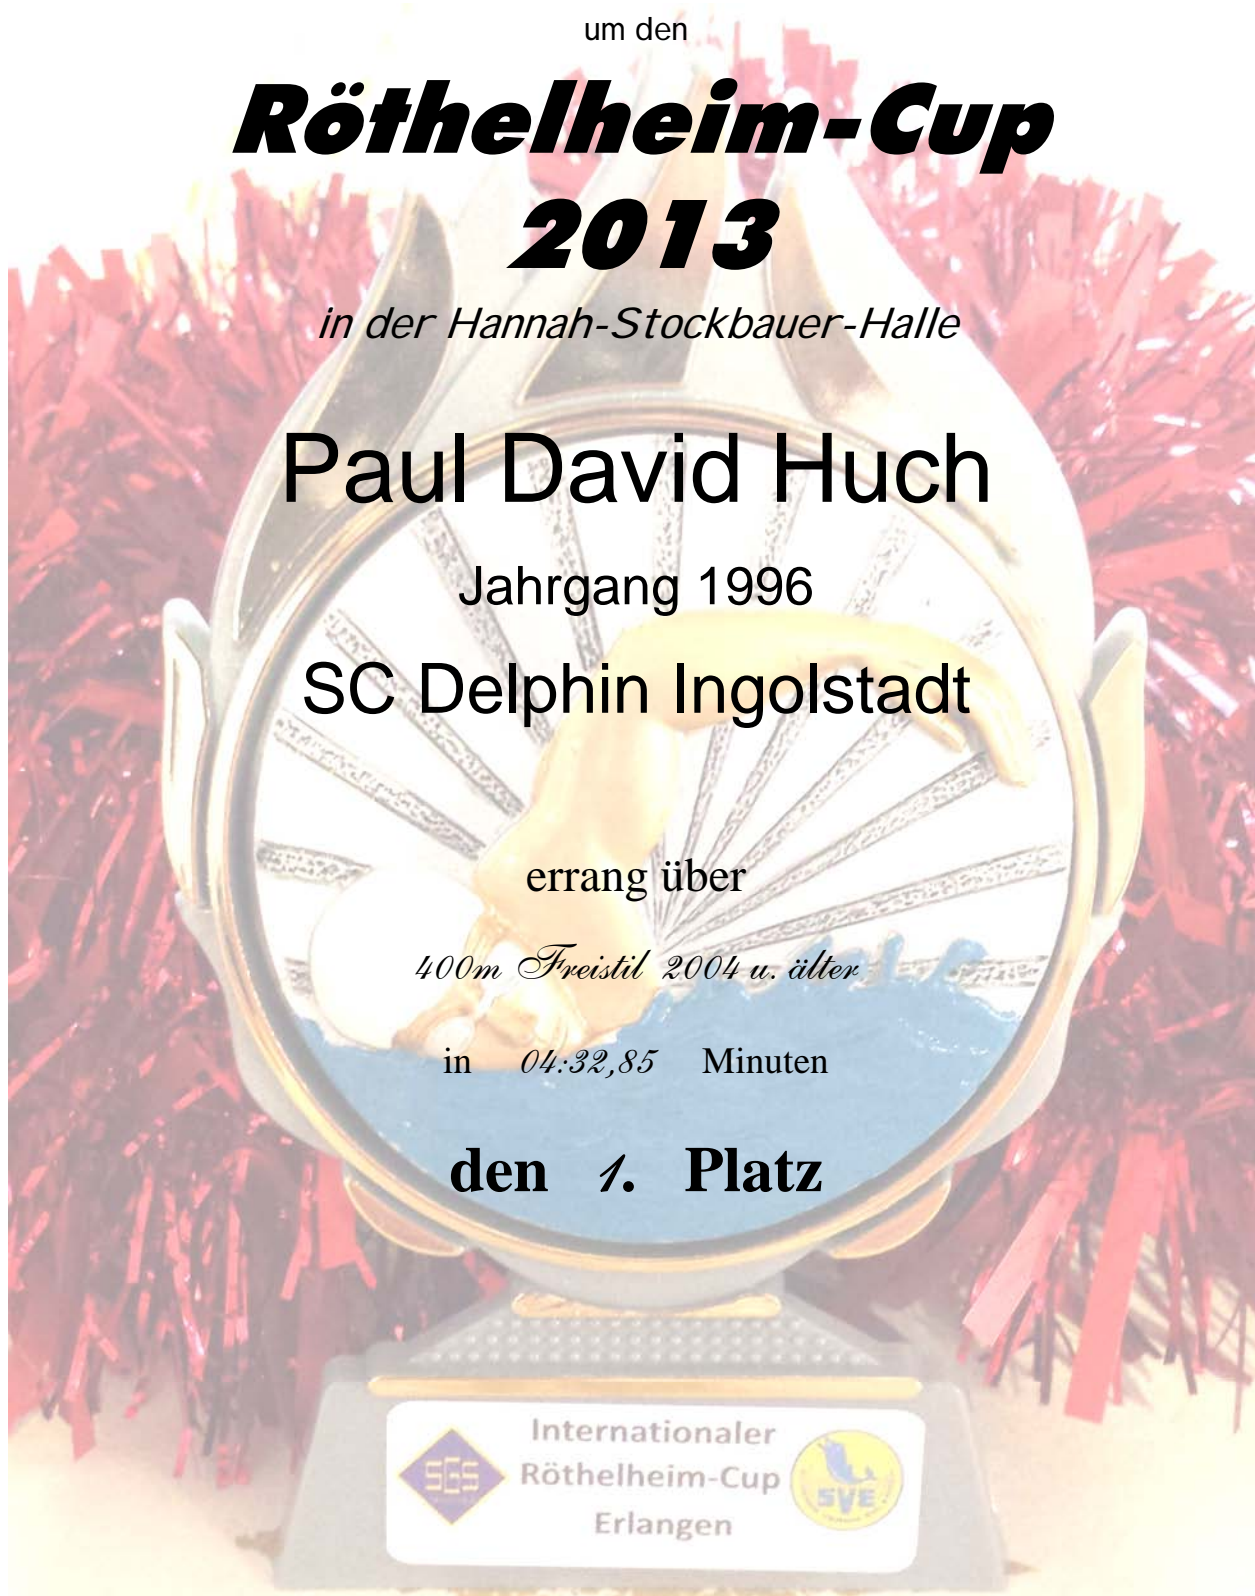 um den
Röthelheim-Cup
2013
in der Hannah-Stockbauer-Halle
Paul David Huch
Jahrgang 1996
SC Delphin Ingolstadt
errang über
400m Freistil 2004 u. älter
in 04:32,85 Minuten
den 1. Platz
Internationaler
Röthelheim-Cup
Erlangen
SGS
SVE